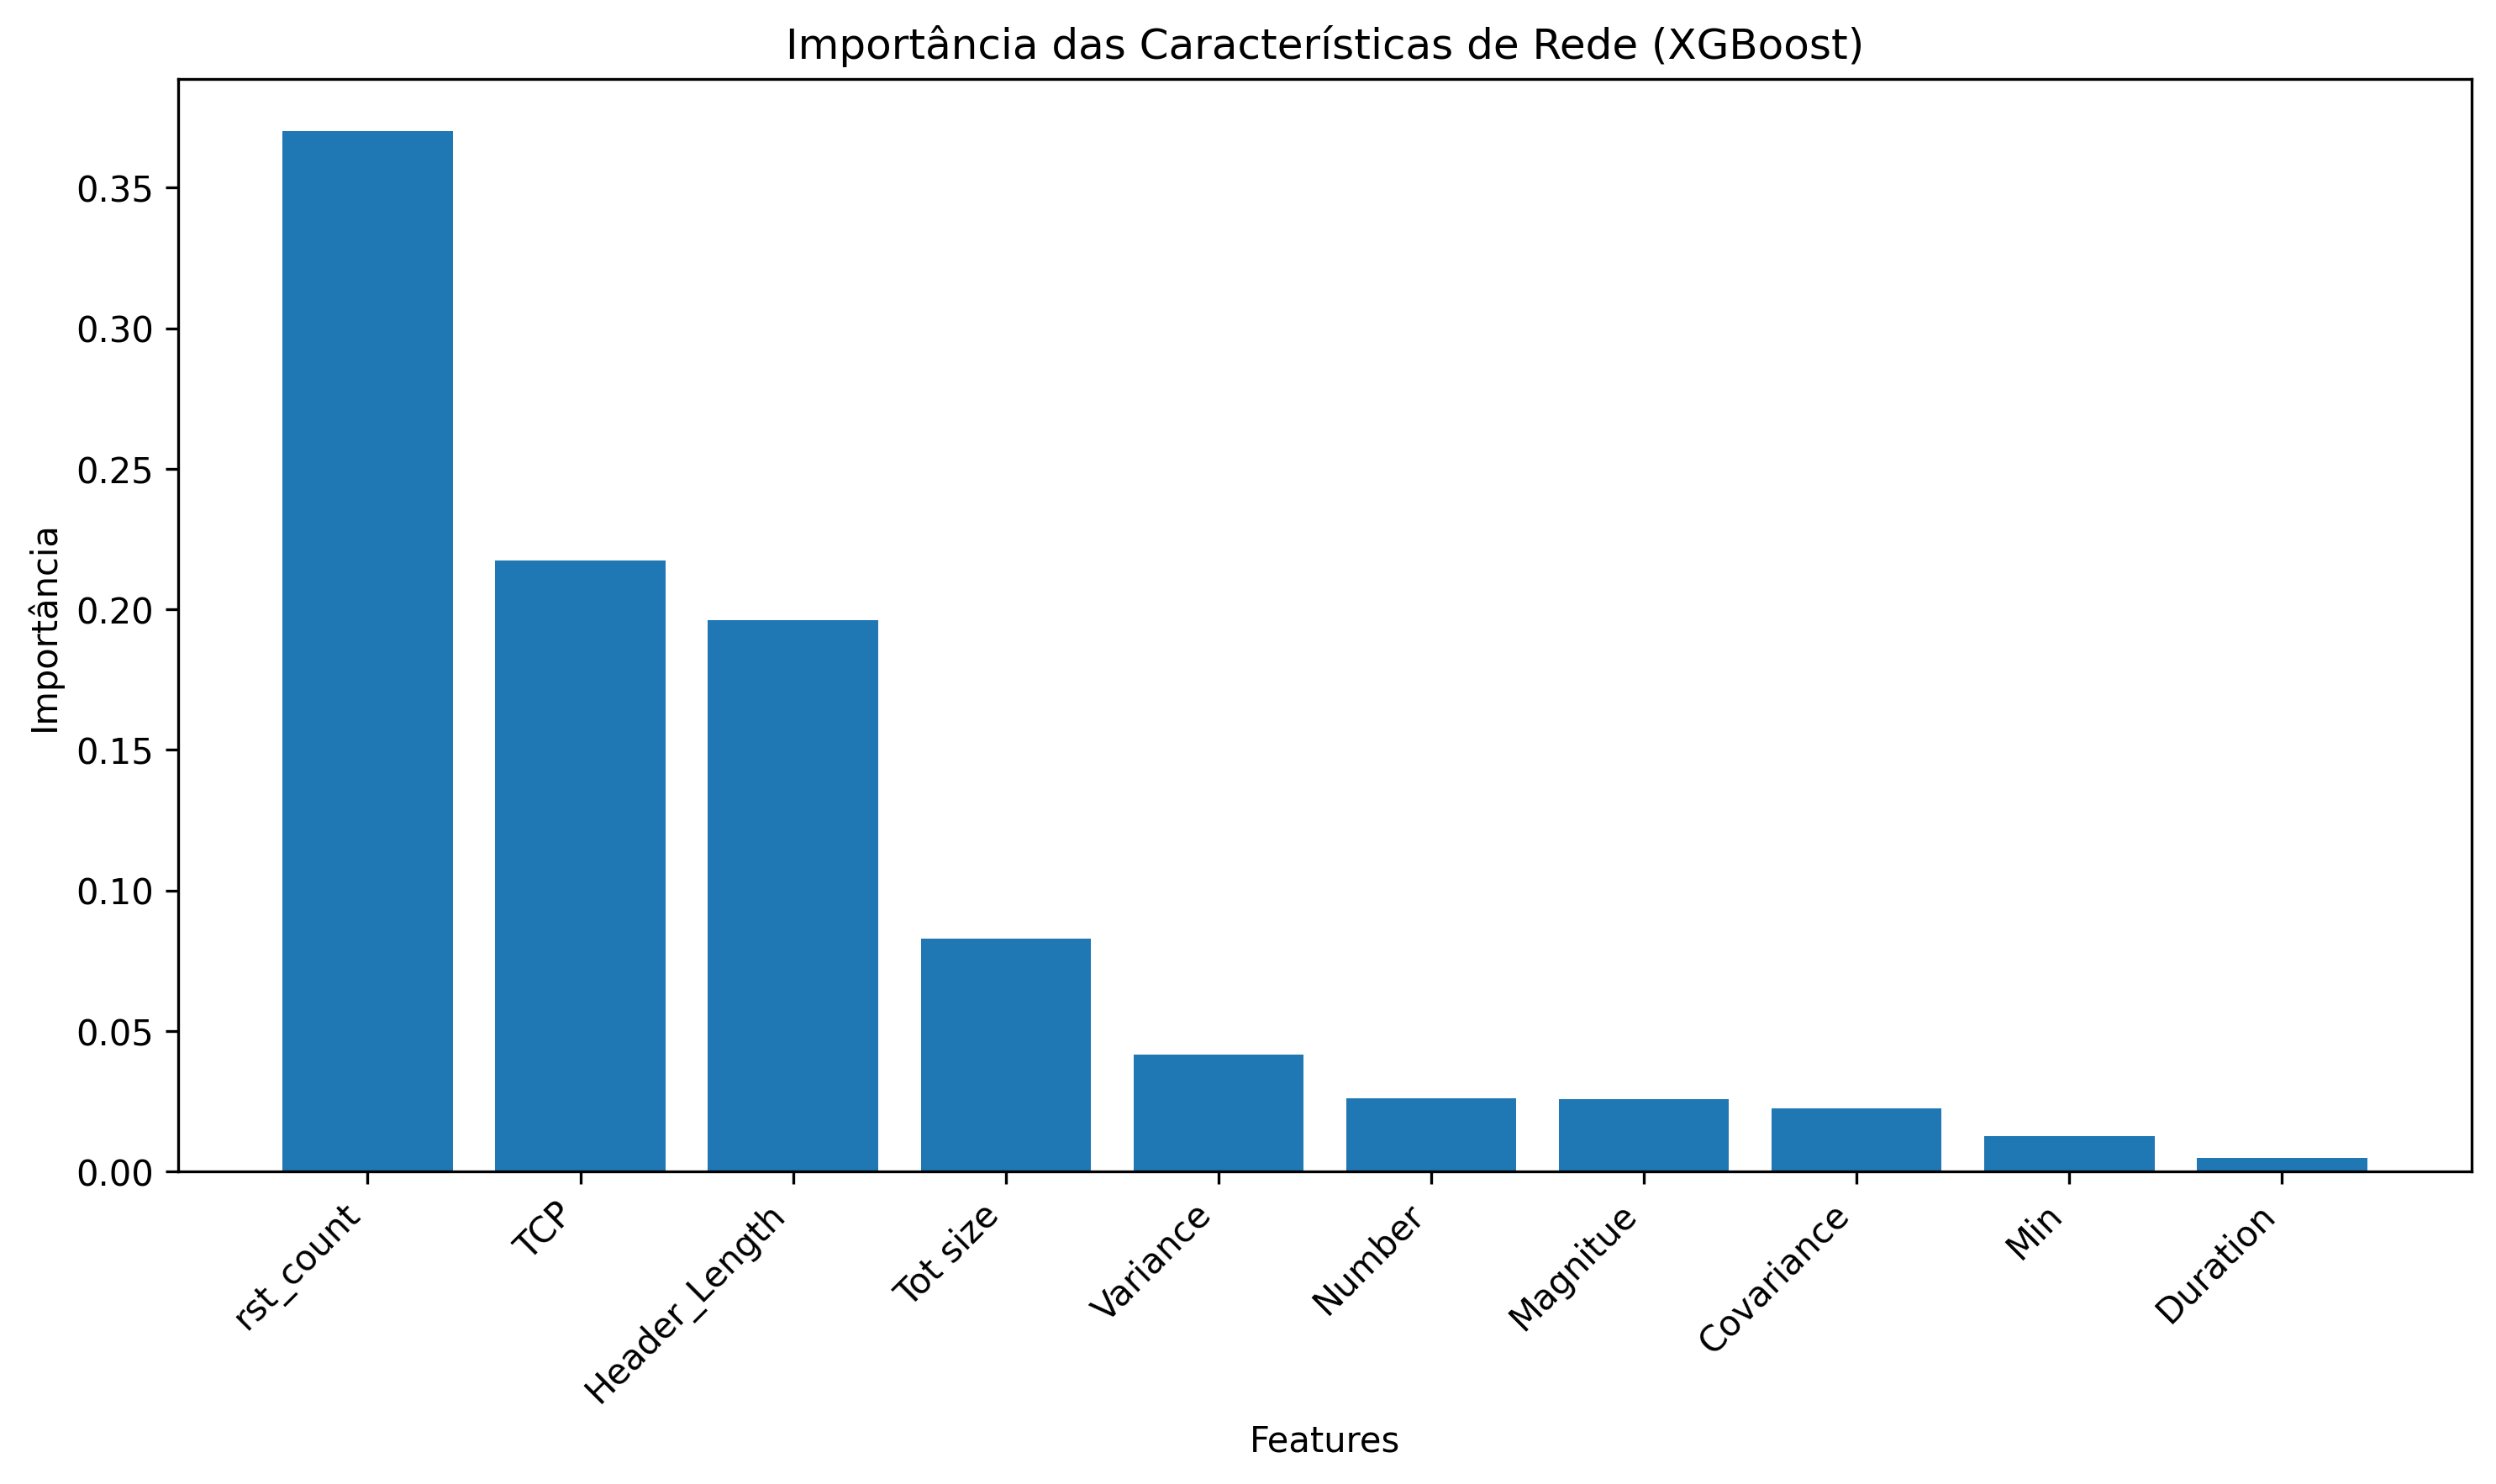 Importância das Características de Rede (XGBoost)
Importância
0.35
0.30
0.25
0.20
0.15
0.10
0.05
0.00
rst_count
TCP
Header_Length
Tot size
Variance
Number
Magnitue
Covariance
Min
Duration
Features